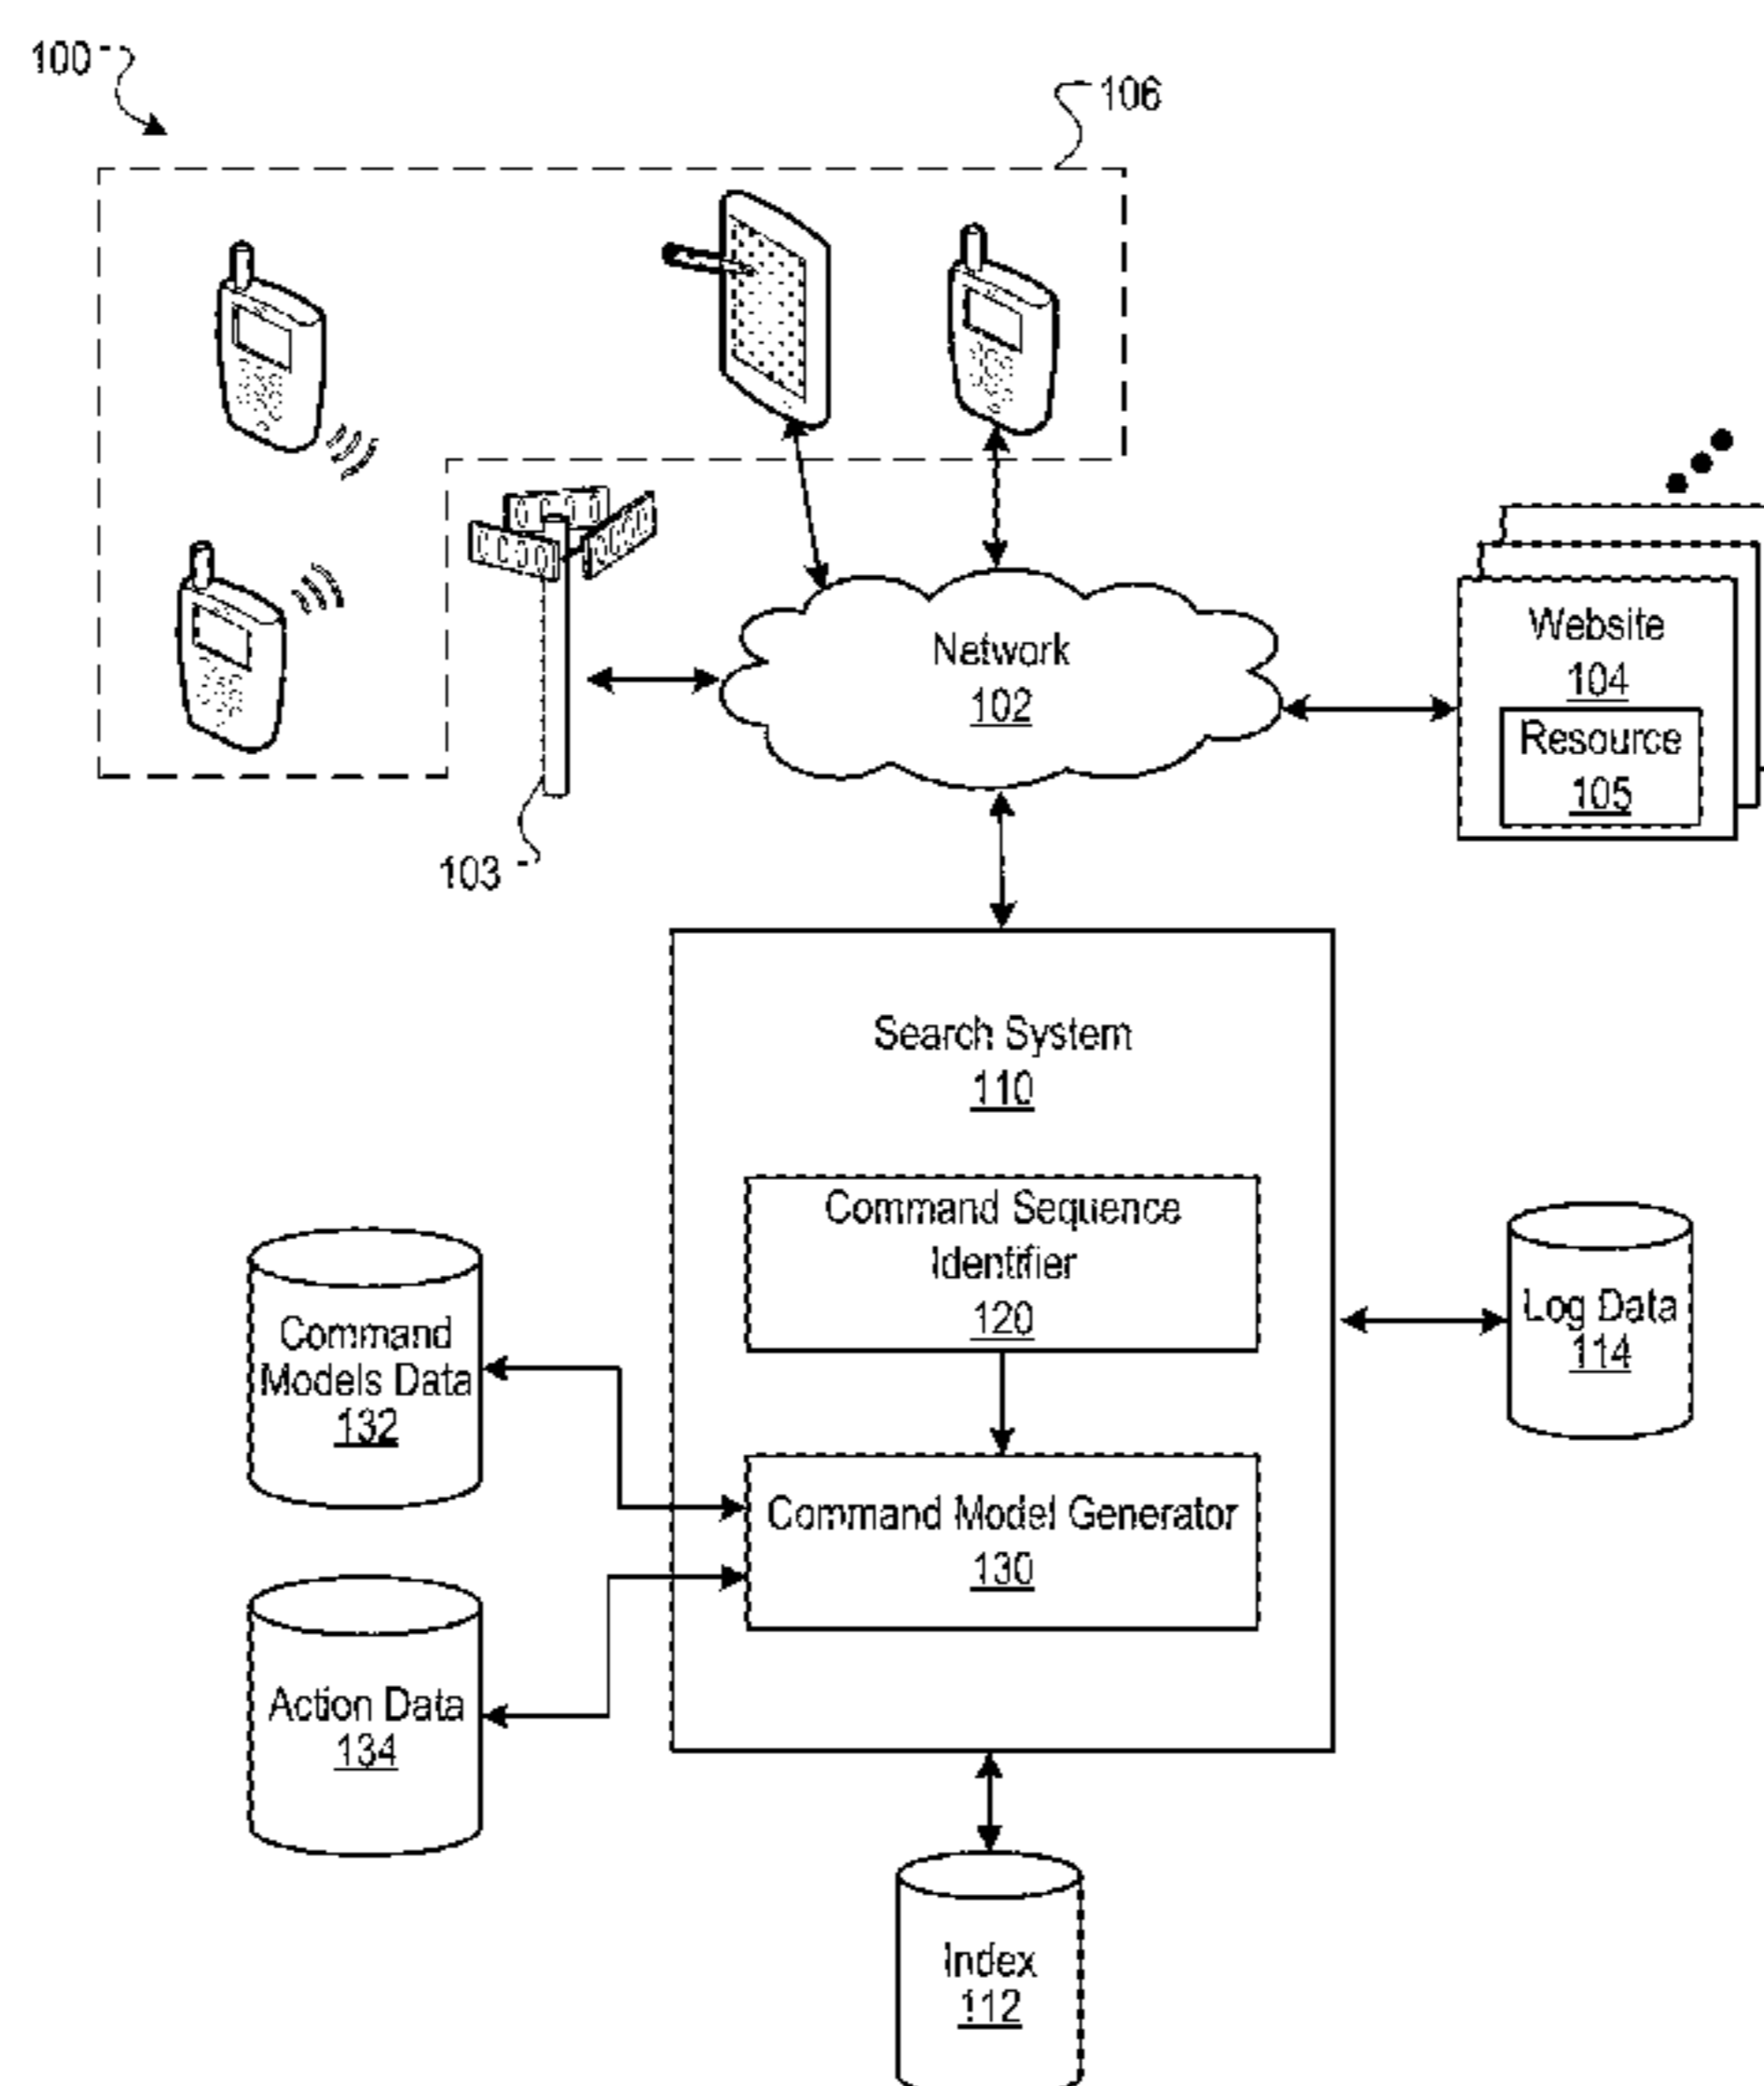 100
106
Network
102
Website
104
Resource
105
103
Search System
110
Command Sequence
Identifier
120
Command
Models Data
132
Log Data
114
Command Model Generator
130
Action Data
134
Index
112